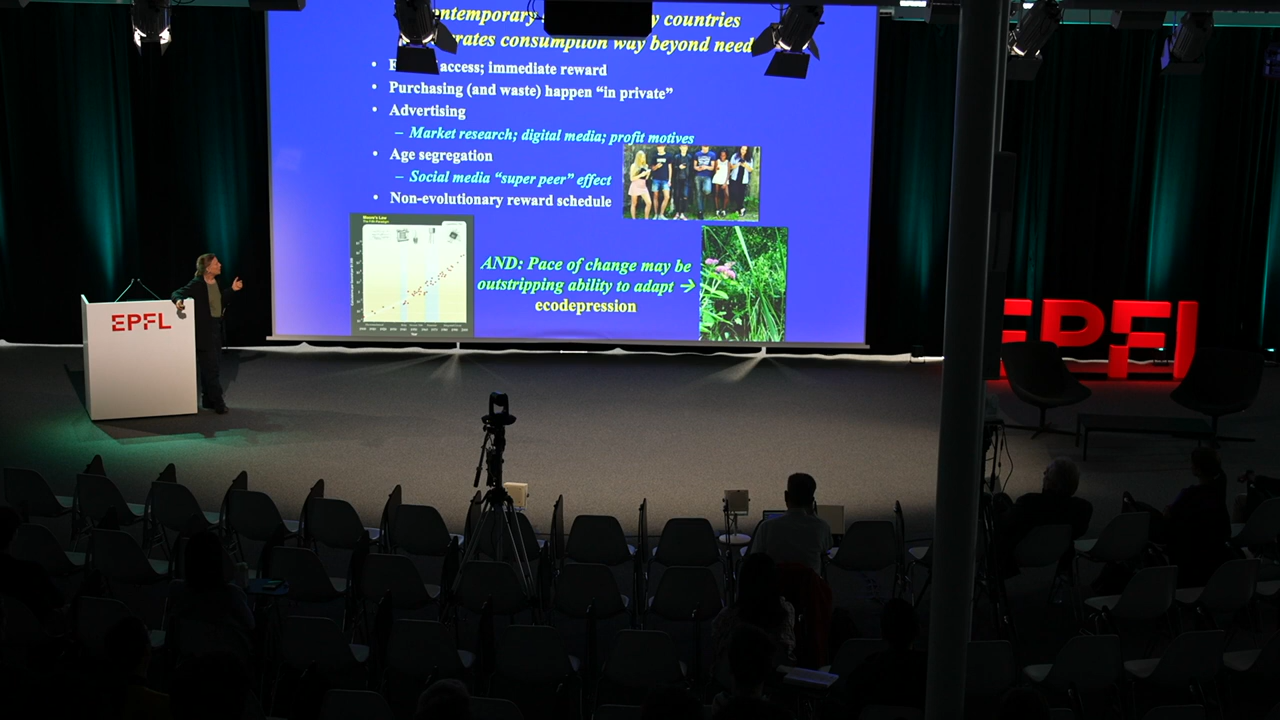 ontemporary countries
rates consumption way beyond need
access; immediate reward
• Purchasing (and waste) happen “in private”
• Advertising
– Market research; digital media; profit motives
• Age segregation
– Social media “super peer” effect
• Non-evolutionary reward schedule
Moore's Law
AND: Pace of change may be
outstripping ability to adapt →
ecodepression
EPFL
EPFL